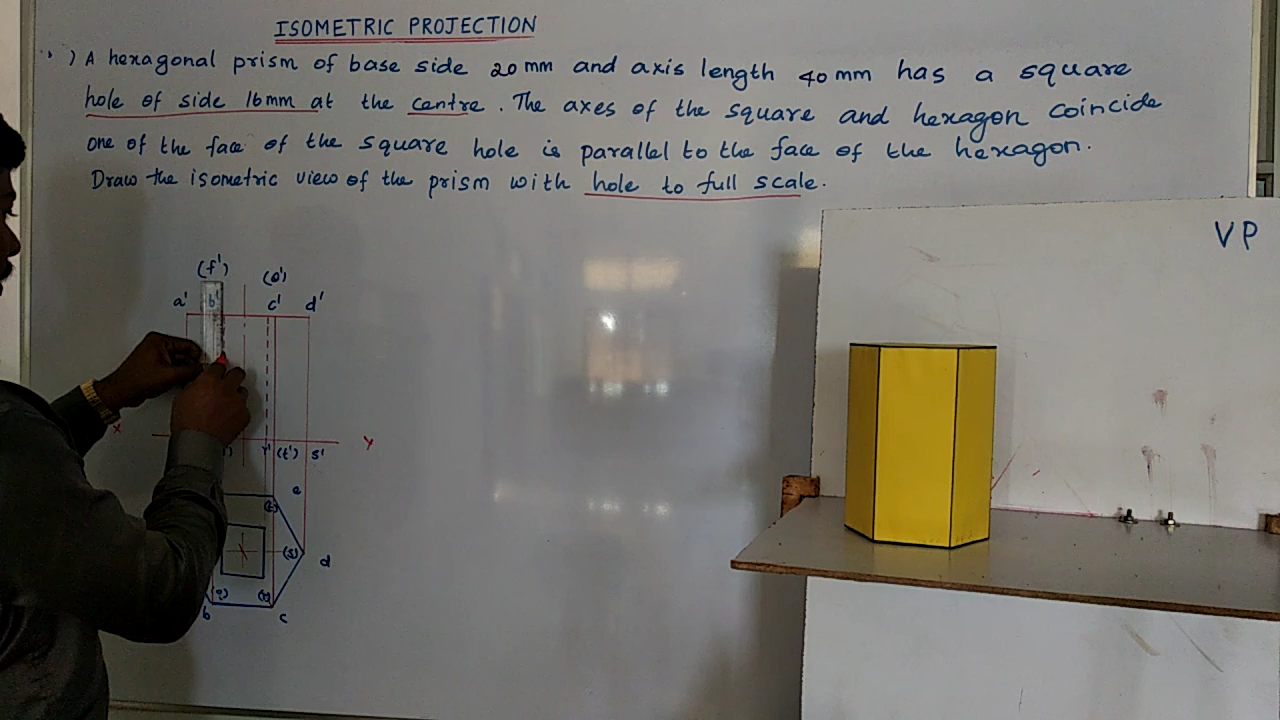 ISOMETRIC PROJECTION
) A hexagonal prism of base side 20mm and axis length 40mm has a square
hole of side 16mm at the centre. The axes of the square and hexagon coincide
one of the face of the square hole is parallel to the face of the hexagon.
Draw the isometric view of the prism with hole to full scale.
VP
(f') (e')
a' b' c' d'
X Y
(t') s'
e
(s) d
b c